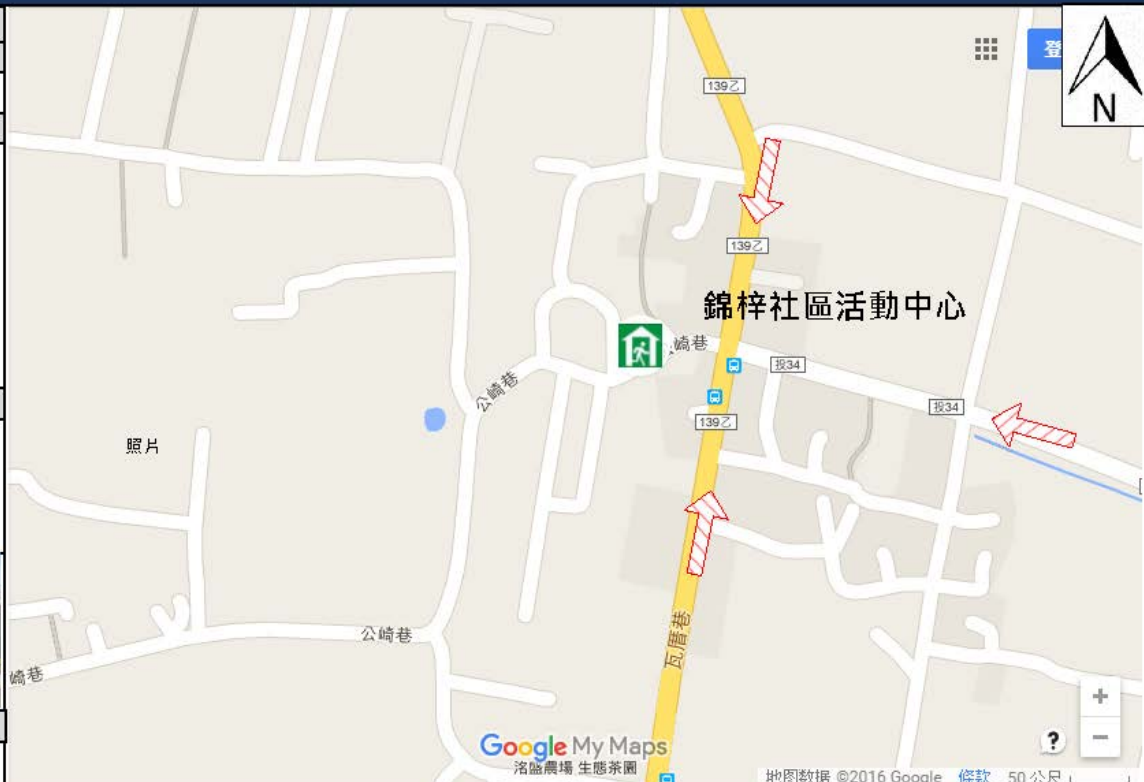 登
N
139乙
139乙
錦梓社區活動中心
崎巷
投34
公崎巷
投34
139乙
照片
公崎巷
瓦厝巷
崎巷
+
−
?
Google My Maps
洺盛農場 生態茶園
地图数据 ©2016 Google 條款 50 公尺